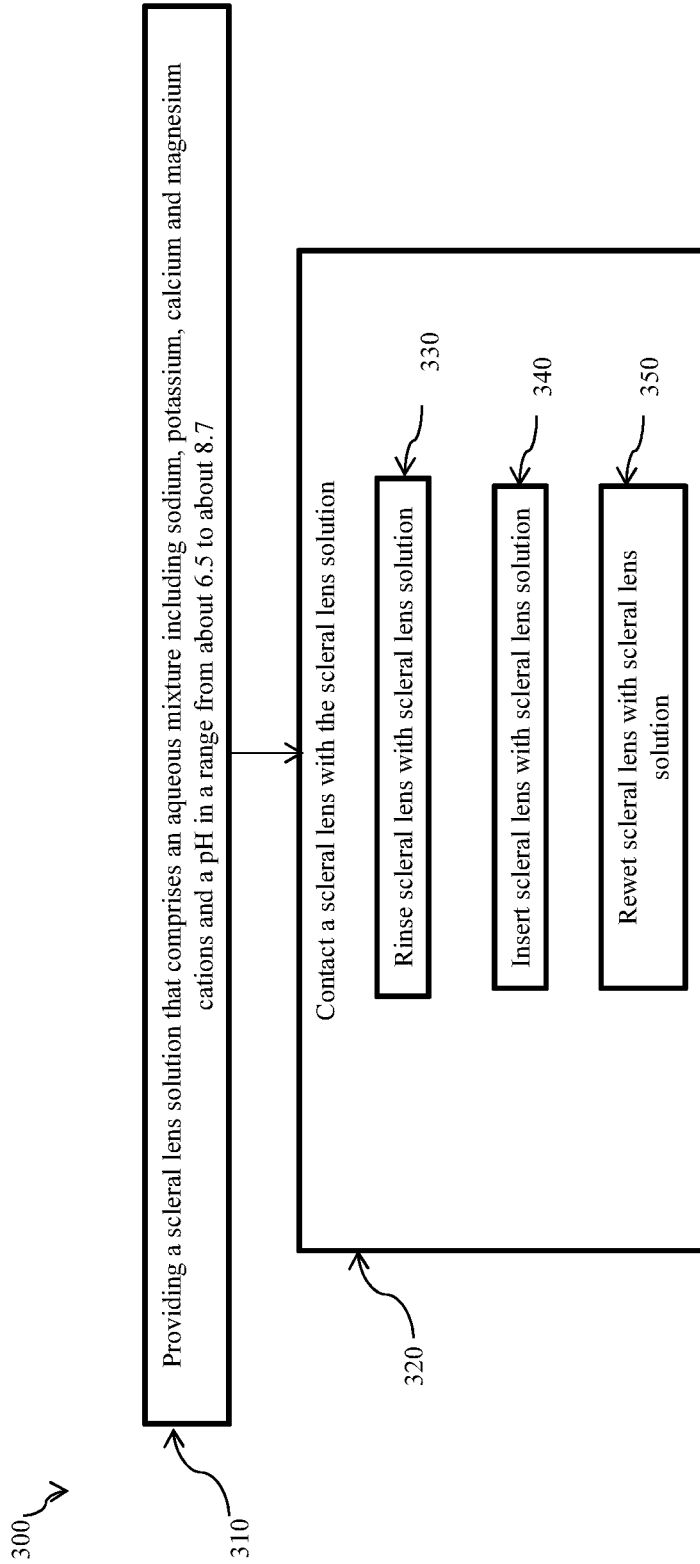 300
310
Providing a scleral lens solution that comprises an aqueous mixture including sodium, potassium, calcium and magnesium
cations and a pH in a range from about 6.5 to about 8.7
320
Contact a scleral lens with the scleral lens solution
Rinse scleral lens with scleral lens solution
330
Insert scleral lens with scleral lens solution
340
Rewet scleral lens with scleral lens
solution
350